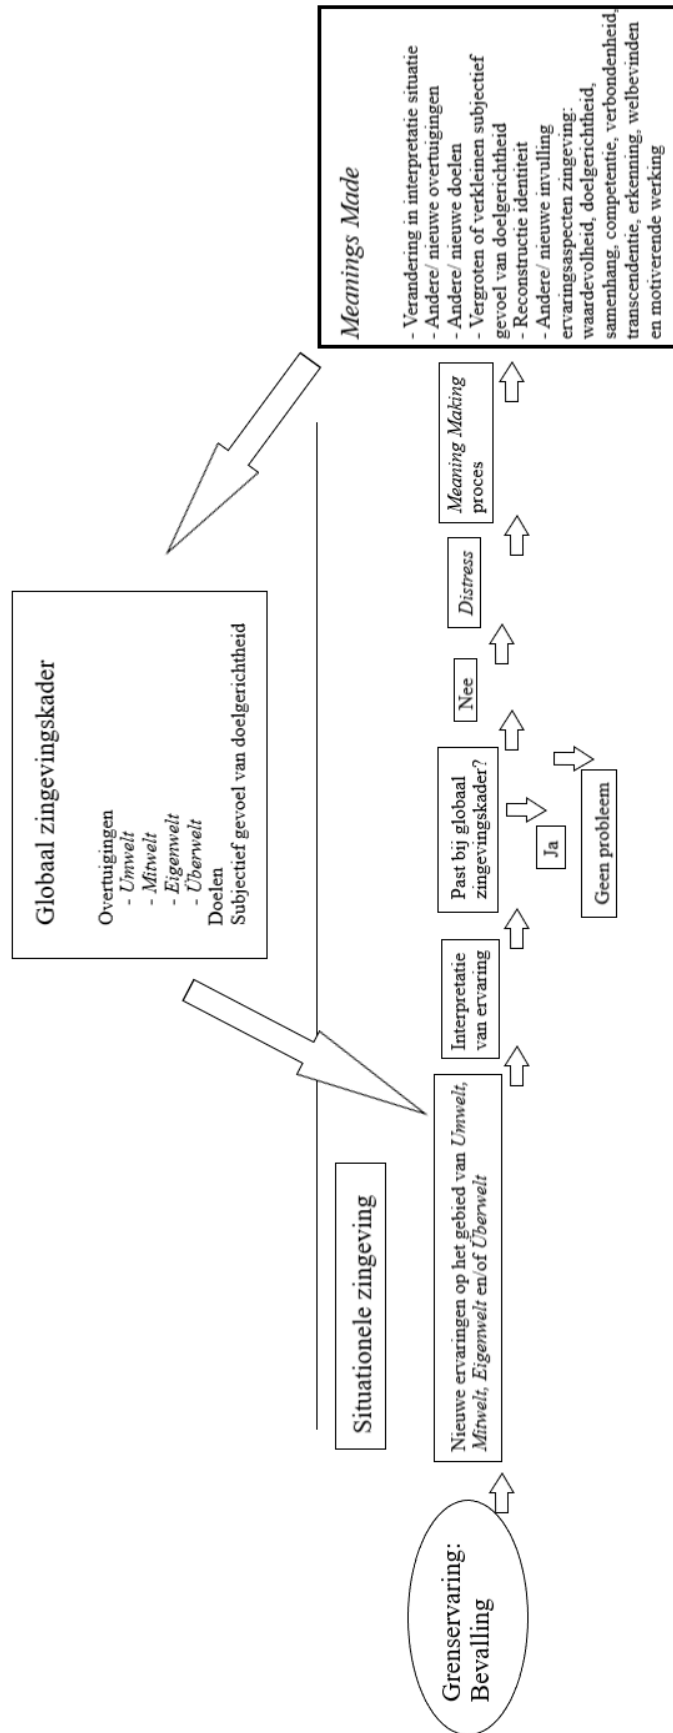 Globaal zingevingskader
Overtuigingen
- Umwelt
- Mitwelt
- Eigenwelt
- Überwelt
Doelen
Subjectief gevoel van doelgerichtheid
Situationele zingeving
Grenservaring:
Bevalling
Nieuwe ervaringen op het gebied van Umwelt,
Mitwelt, Eigenwelt en/of Überwelt
Interpretatie
van ervaring
Past bij globaal
zingevingskader?
Ja
Geen probleem
Nee
Distress
Meaning Making
proces
Meanings Made
- Verandering in interpretatie situatie
- Andere/ nieuwe overtuigingen
- Andere/ nieuwe doelen
- Vergroten of verkleinen subjectief
gevoel van doelgerichtheid
- Reconstructie identiteit
- Andere/ nieuwe invulling
ervaringsaspecten zingeving:
waardevolheid, doelgerichtheid,
samenhang, competentie, verbondenheid,
transcendentie, erkenning, welbevinden
en motiverende werking